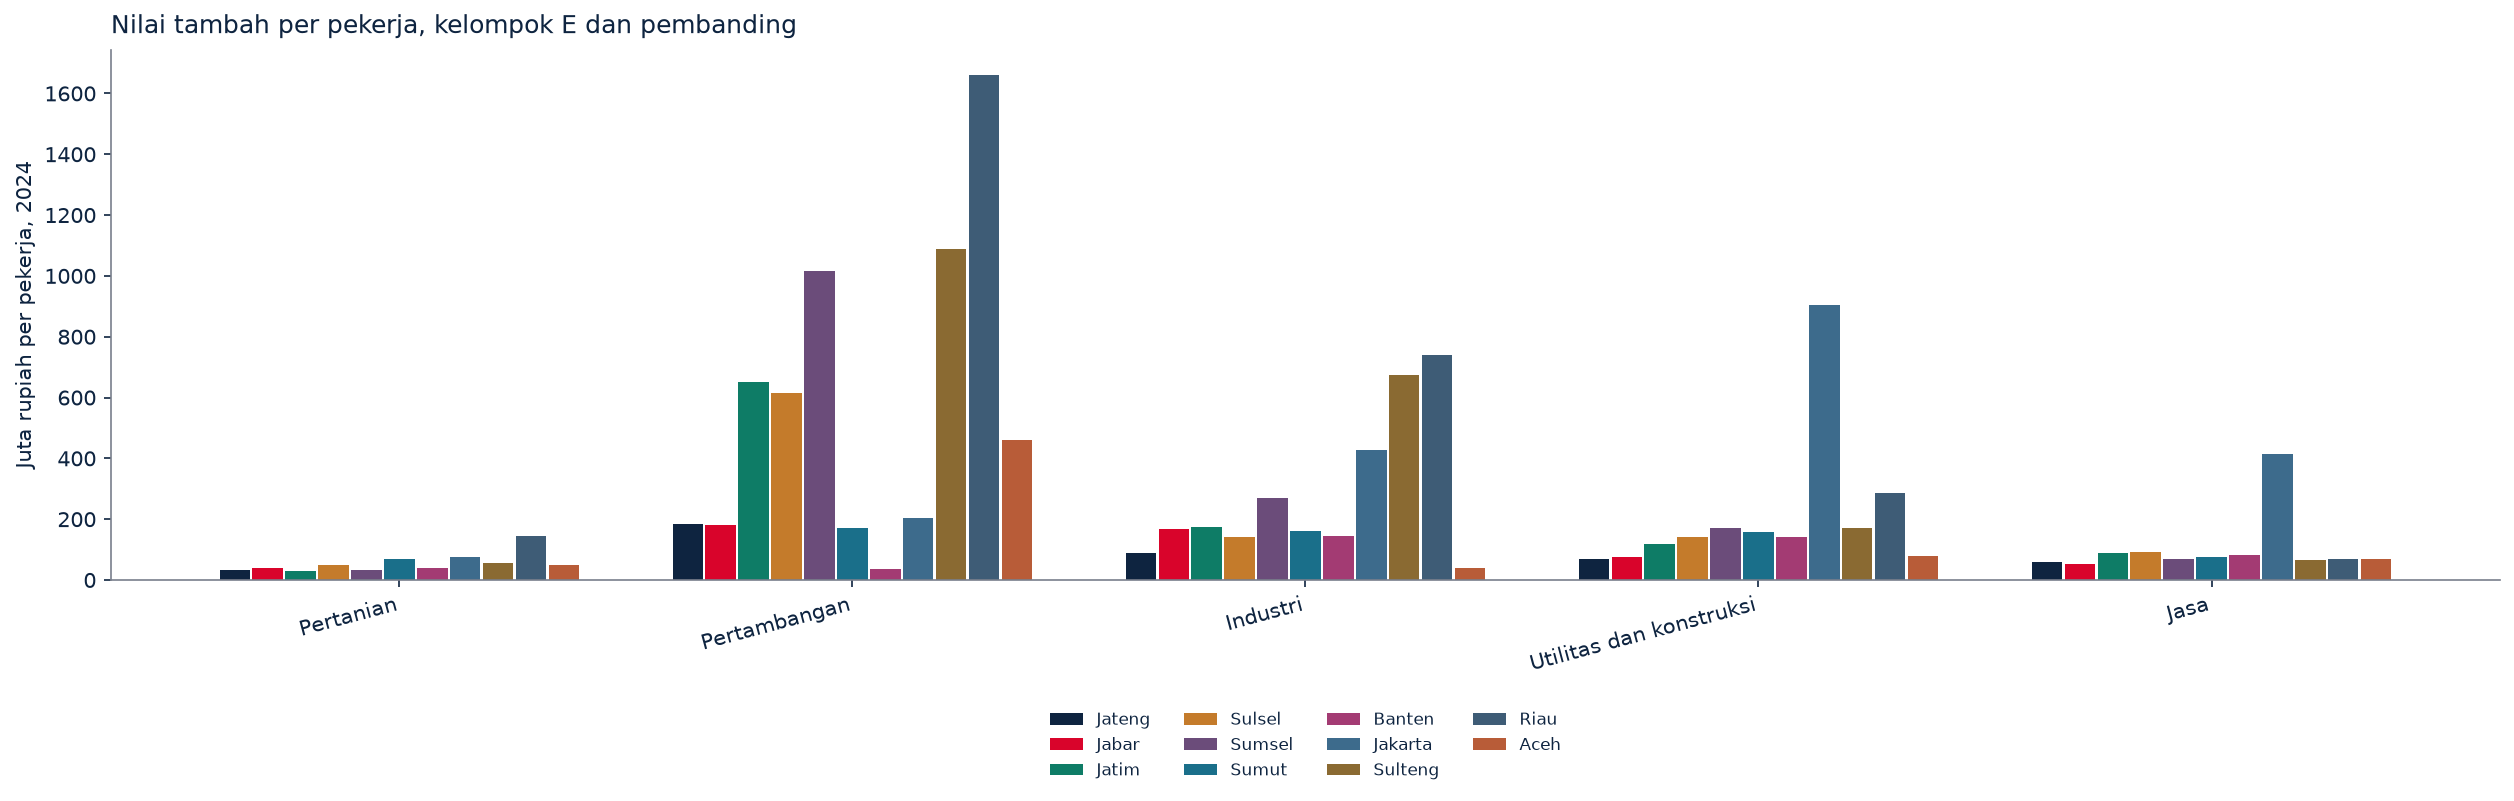 Nilai tambah per pekerja, kelompok E dan pembanding
Juta rupiah per pekerja, 2024
1600
1400
1200
1000
800
600
400
200
0
Pertanian
Pertambangan
Industri
Utilitas dan konstruksi
Jasa
Jateng
Jabar
Jatim
Sulsel
Sumsel
Sumut
Banten
Jakarta
Sulteng
Riau
Aceh